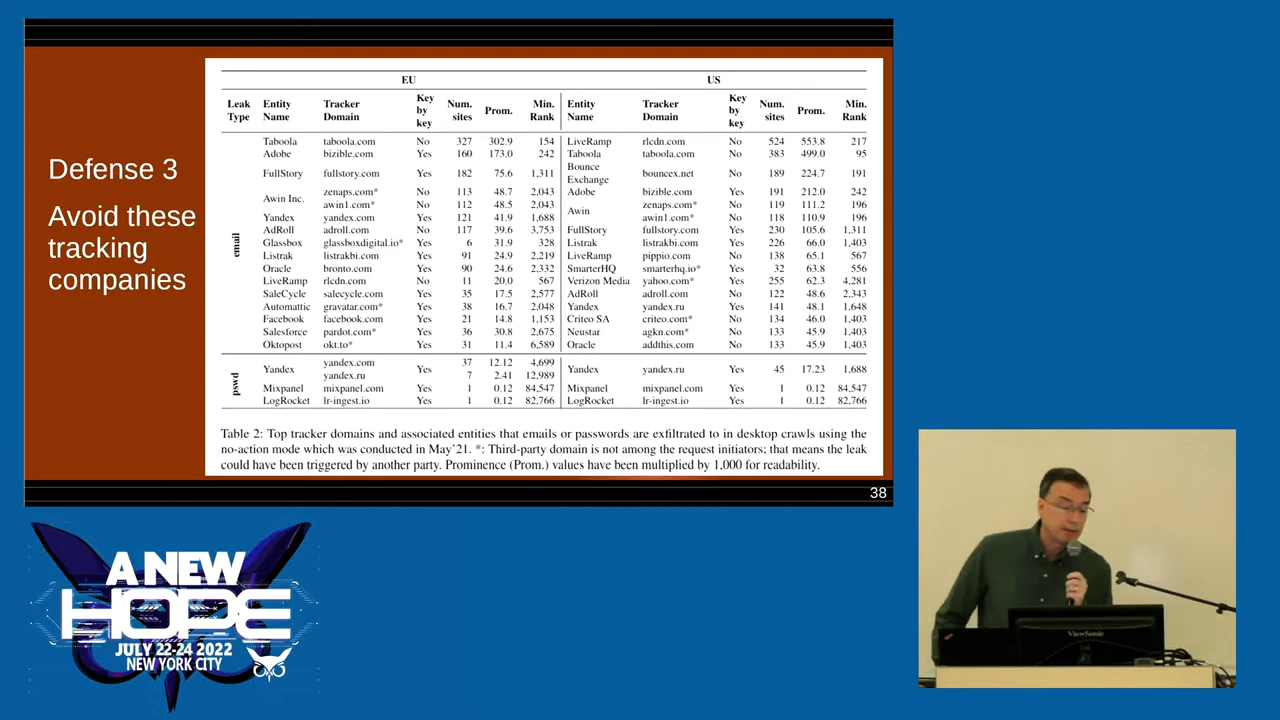 Defense 3
Avoid these
tracking
companies
EU US
Leak Type Entity Name Tracker Domain Key by key Num. sites Prom. Min. Rank Entity Name Tracker Domain Key by key Num. sites Prom. Min. Rank
email
Taboola taboola.com No 327 302.9 154 LiveRamp rlcdn.com No 524 553.8 217
Adobe bizible.com Yes 160 173.0 242 Taboola taboola.com No 383 499.0 95
FullStory fullstory.com Yes 182 75.6 1,311 Bounce Exchange bouncex.net No 189 224.7 191
Awin Inc. zenaps.com* No 113 48.7 2,043 Adobe bizible.com Yes 191 212.0 242
awin1.com* No 112 48.5 2,043 Awin zenaps.com* No 119 111.2 196
Yandex yandex.com Yes 121 41.9 1,688 awin1.com* No 118 110.9 196
AdRoll adroll.com No 117 39.6 3,753 FullStory fullstory.com Yes 230 105.6 1,311
Glassbox glassboxdigital.io* Yes 6 31.9 328 Listrak listrakbi.com Yes 226 66.0 1,403
Listrak listrakbi.com Yes 91 24.9 2,219 LiveRamp pippio.com No 138 65.1 567
Oracle bronto.com Yes 90 24.6 2,332 SmarterHQ smarterhq.io* Yes 32 63.8 556
LiveRamp rlcdn.com No 11 20.0 567 Verizon Media yahoo.com* Yes 255 62.3 4,281
SaleCycle salecycle.com Yes 35 17.5 2,577 AdRoll adroll.com No 122 48.6 2,343
Automattic gravatar.com* Yes 38 16.7 2,048 Yandex yandex.ru Yes 141 48.1 1,648
Facebook facebook.com Yes 21 14.8 1,153 Criteo SA criteo.com* No 134 46.0 1,403
Salesforce pardot.com* Yes 36 30.8 2,675 Neustar agkn.com* No 133 45.9 1,403
Oktopost okt.to* Yes 31 11.4 6,589 Oracle addthis.com No 133 45.9 1,403
pswd
Yandex yandex.com Yes 37 12.12 4,699 Yandex yandex.ru Yes 45 17.23 1,688
yandex.ru 7 2.41 12,989
Mixpanel mixpanel.com Yes 1 0.12 84,547 Mixpanel mixpanel.com Yes 1 0.12 84,547
LogRocket lr-ingest.io Yes 1 0.12 82,766 LogRocket lr-ingest.io Yes 1 0.12 82,766
Table 2: Top tracker domains and associated entities that emails or passwords are exfiltrated to in desktop crawls using the
no-action mode which was conducted in May'21. *: Third-party domain is not among the request initiators; that means the leak
could have been triggered by another party. Prominence (Prom.) values have been multiplied by 1,000 for readability.
38
A NEW
HOPE
JULY 22-24 2022
NEW YORK CITY
ViewSonic